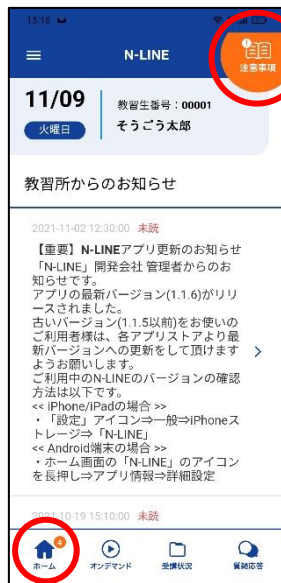 13:18
N-LINE
注意事項
11/09
火曜日
教習生番号：00001
そうごう太郎
教習所からのお知らせ
2021-11-02 12:30:00 未読
【重要】N-LINEアプリ更新のお知らせ
「N-LINE」開発会社 管理者からのお
知らせです。
アプリの最新バージョン(1.1.6)がリリ
ースされました。
古いバージョン(1.1.5以前)をお使いの
ご利用者様は、各アプリストアより最
新バージョンへの更新をして頂けます
ようお願いします。
ご利用中のN-LINEのバージョンの確認
方法は以下です。
<< iPhone/iPadの場合 >>
・「設定」アイコン⇒一般⇒iPhoneス
トレージ⇒「N-LINE」
<< Android端末の場合 >>
・ホーム画面の「N-LINE」のアイコン
を長押し⇒アプリ情報⇒詳細設定
2021-10-19 15:10:00 未読
4
ホーム
オンデマンド
受講状況
質疑応答